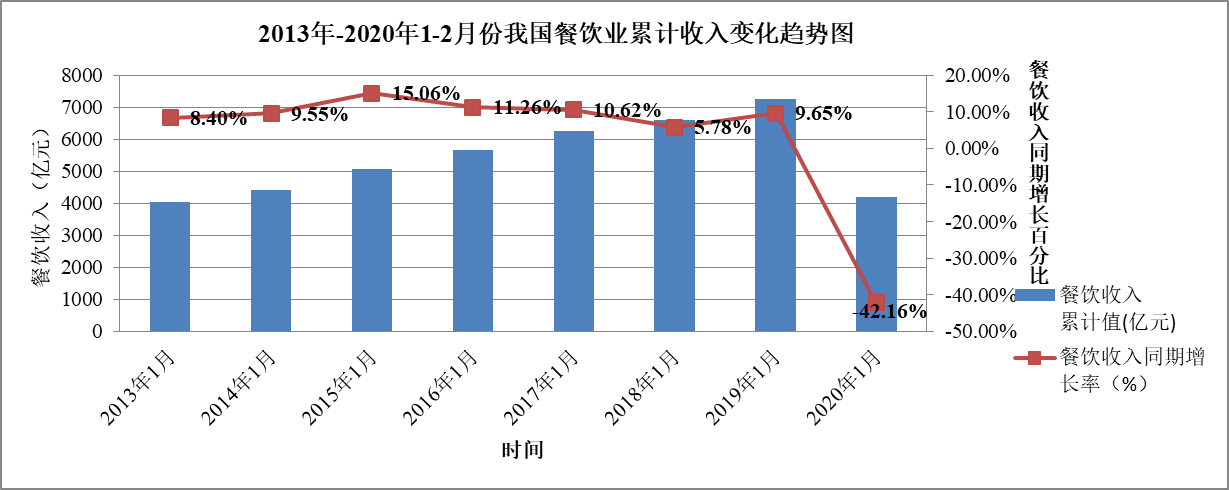 2013年-2020年1-2月份我国餐饮业累计收入变化趋势图
餐饮收入（亿元）
8000
7000
6000
5000
4000
3000
2000
1000
0
8.40%
9.55%
15.06%
11.26%
10.62%
5.78%
9.65%
-42.16%
20.00%
10.00%
0.00%
-10.00%
-20.00%
-30.00%
-40.00%
-50.00%
餐饮收入同期增长百分比
2013年1月
2014年1月
2015年1月
2016年1月
2017年1月
2018年1月
2019年1月
2020年1月
时间
餐饮收入
累计值(亿元)
餐饮收入同期增
长率（%）